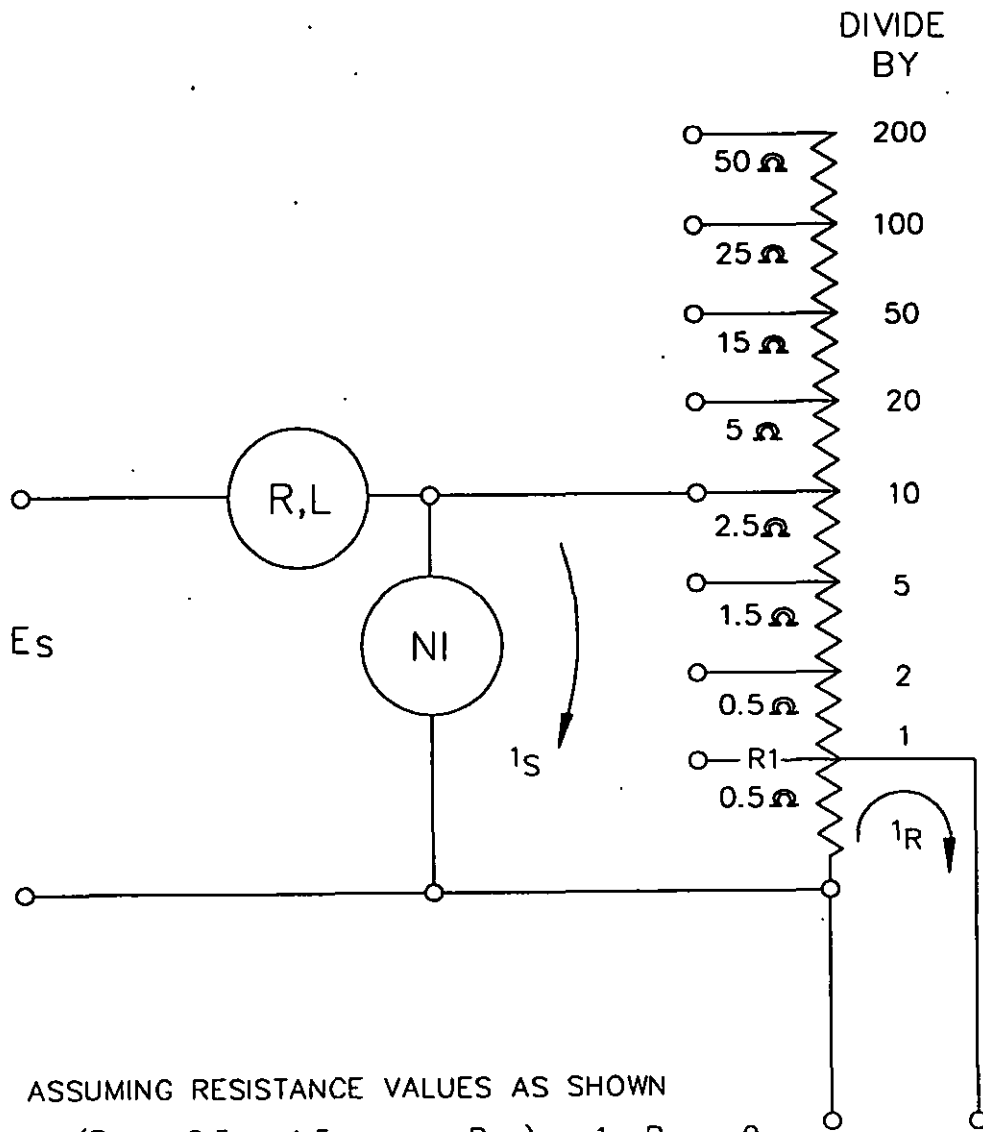 DIVIDE
BY
200
50 Ω
100
25 Ω
50
15 Ω
20
5 Ω
R,L
10
2.5Ω
5
1.5Ω
Es
NI
2
0.5Ω
1
1S
R1
0.5Ω
1R
ASSUMING RESISTANCE VALUES AS SHOWN